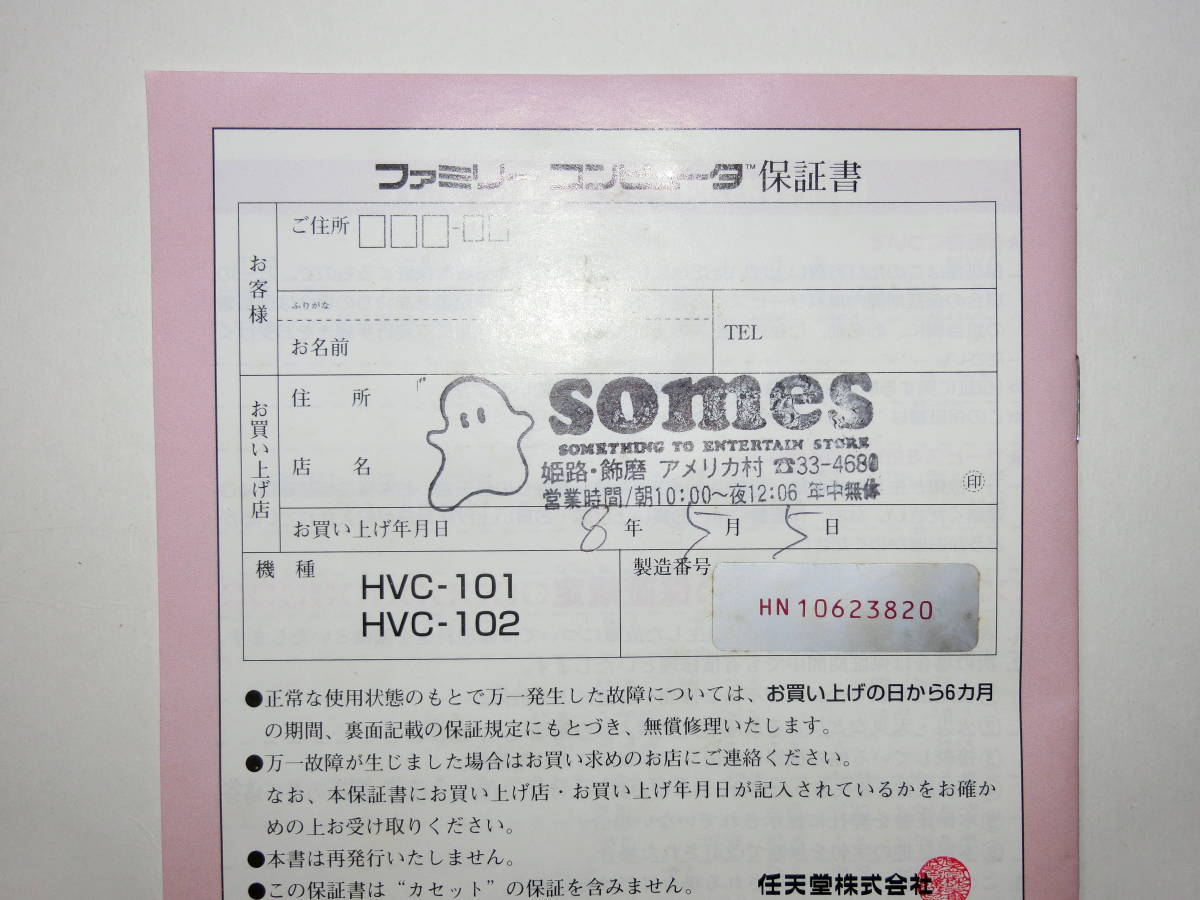 ファミリーコンピュータ™保証書
お客様
ご住所 □□□-□□
ふりがな
お名前
TEL
お買い上げ店
住所
店名
somes
SOMETHING TO ENTERTAIN STORE
姫路・飾磨 アメリカ村 ☎33-4680
営業時間/朝10:00〜夜12:06 年中無休
印
お買い上げ年月日 8年 5月 5日
機種
HVC-101
HVC-102
製造番号
HN10623820
●正常な使用状態のもとで万一発生した故障については、お買い上げの日から6カ月
の期間、裏面記載の保証規定にもとづき、無償修理いたします。
●万一故障が生じました場合はお買い求めのお店にご連絡ください。
なお、本保証書にお買い上げ店・お買い上げ年月日が記入されているかをお確か
めの上お受け取りください。
●本書は再発行いたしません。
●この保証書は“カセット”の保証を含みません。
任天堂株式会社